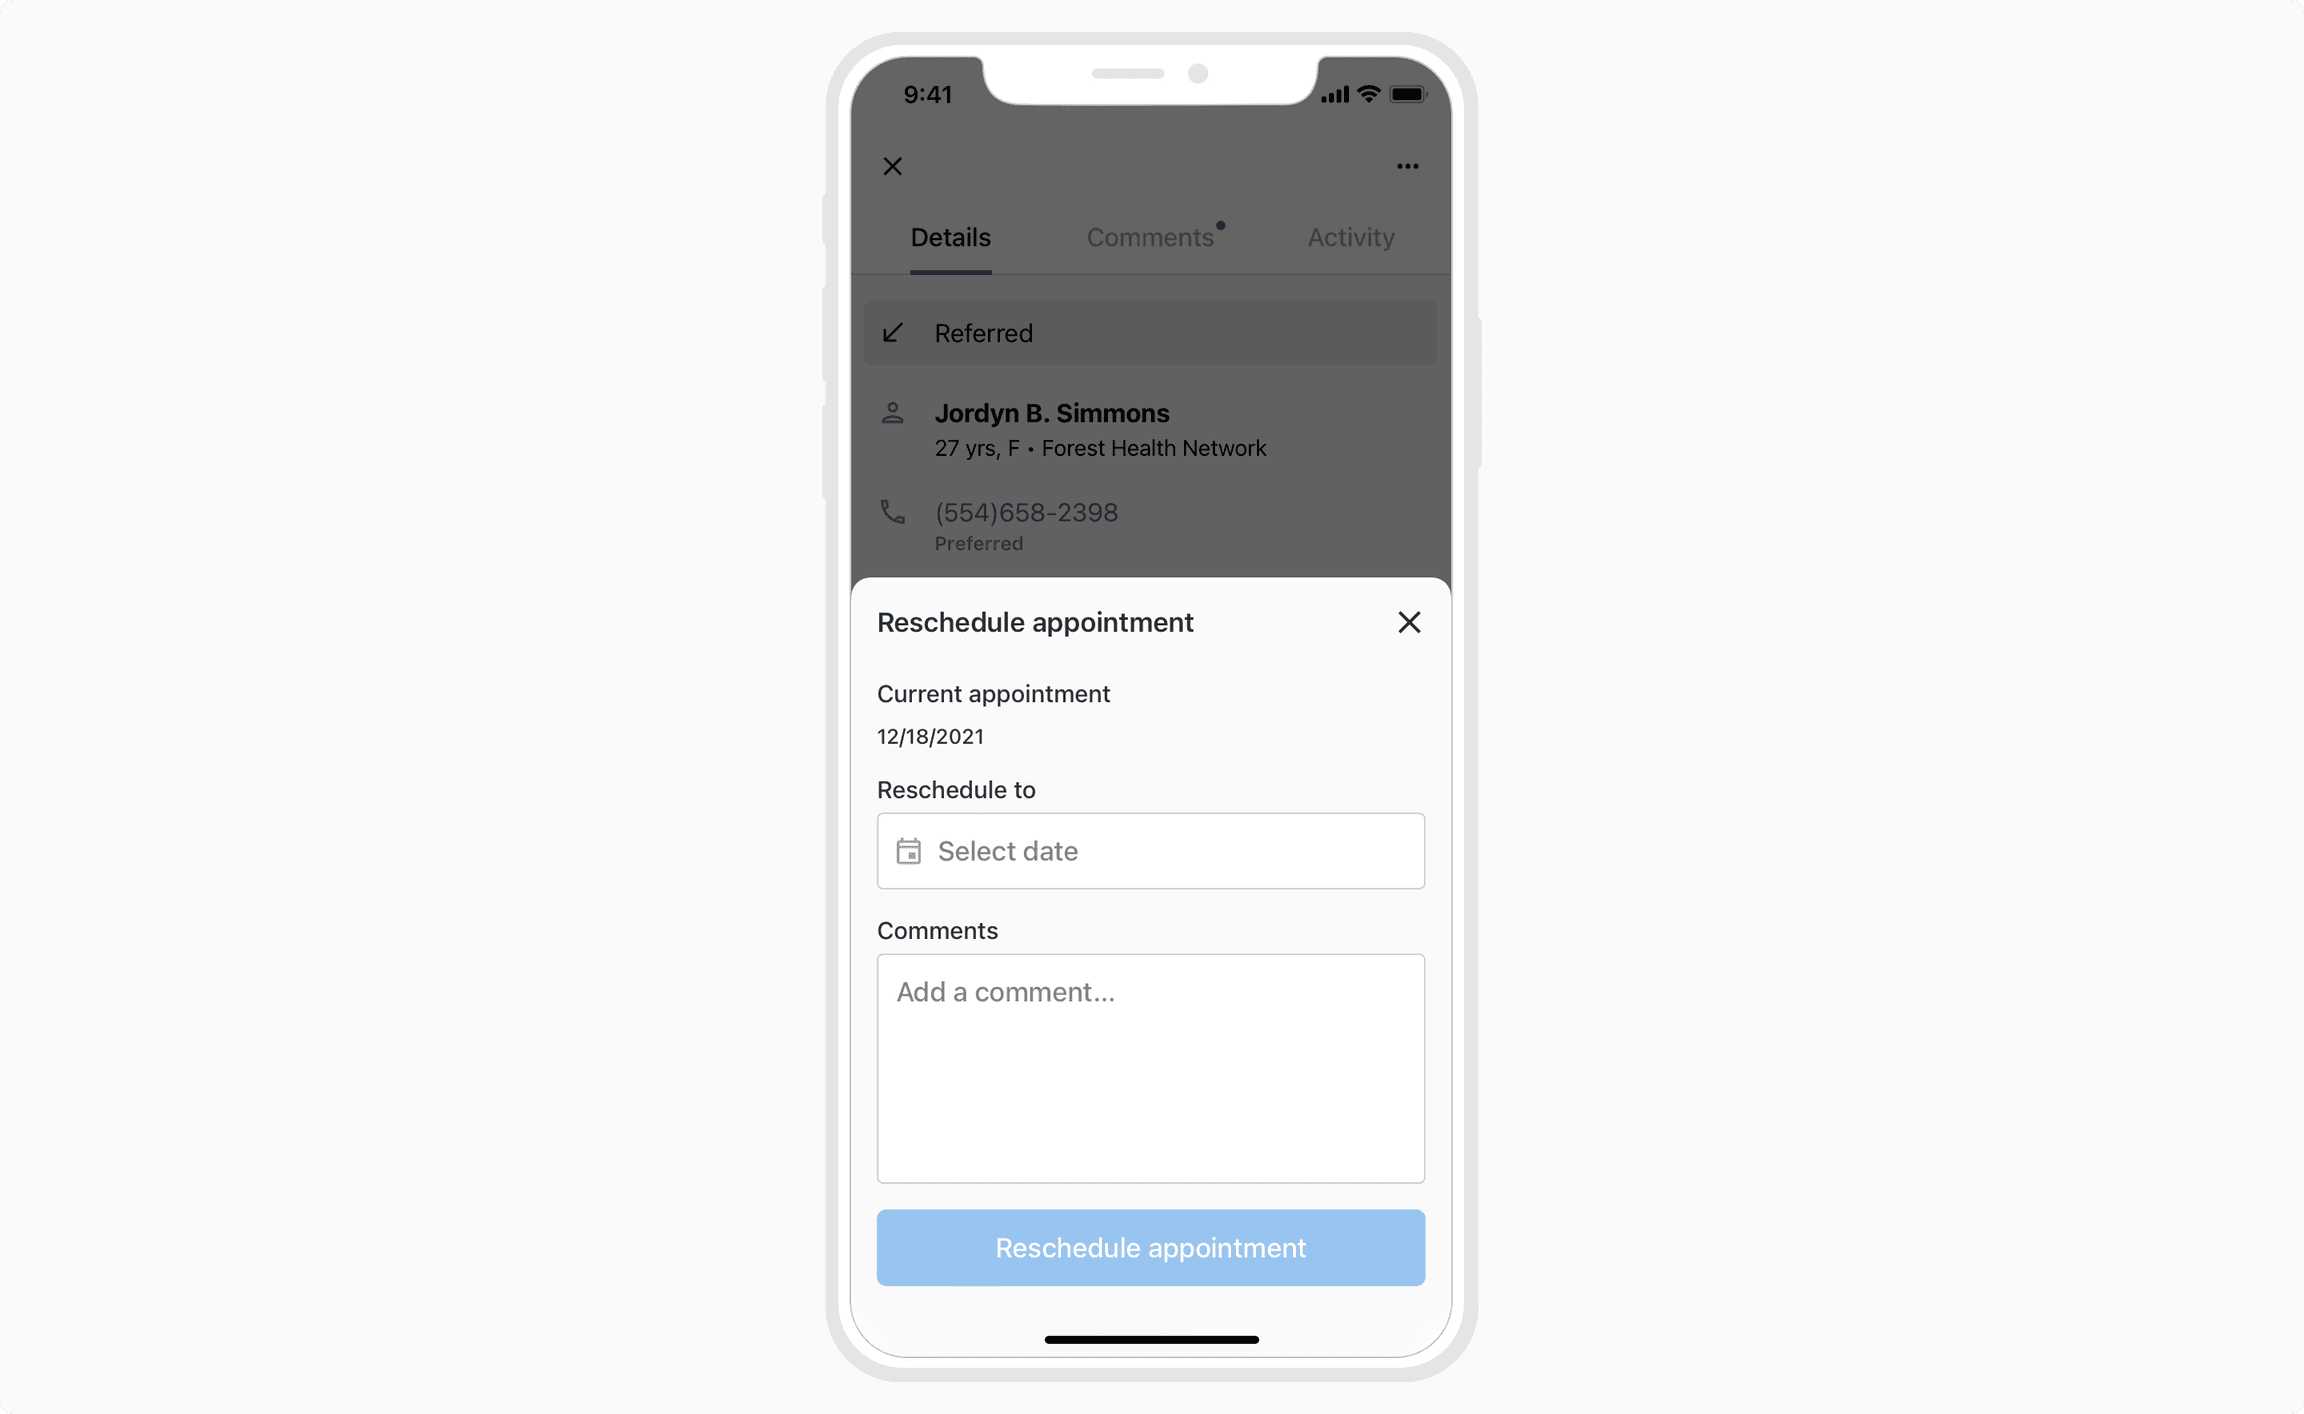 9:41
Details
Comments
Activity
Referred
Jordyn B. Simmons
27 yrs, F • Forest Health Network
(554)658-2398
Preferred
Reschedule appointment
Current appointment
12/18/2021
Reschedule to
Select date
Comments
Add a comment...
Reschedule appointment